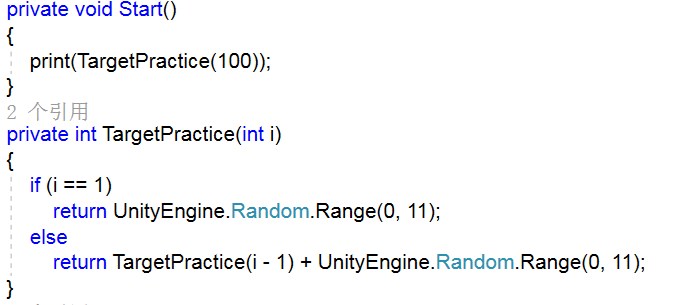 private void Start()
{
print(TargetPractice(100));
}
2 个引用
private int TargetPractice(int i)
{
if (i == 1)
return UnityEngine.Random.Range(0, 11);
else
return TargetPractice(i - 1) + UnityEngine.Random.Range(0, 11);
}